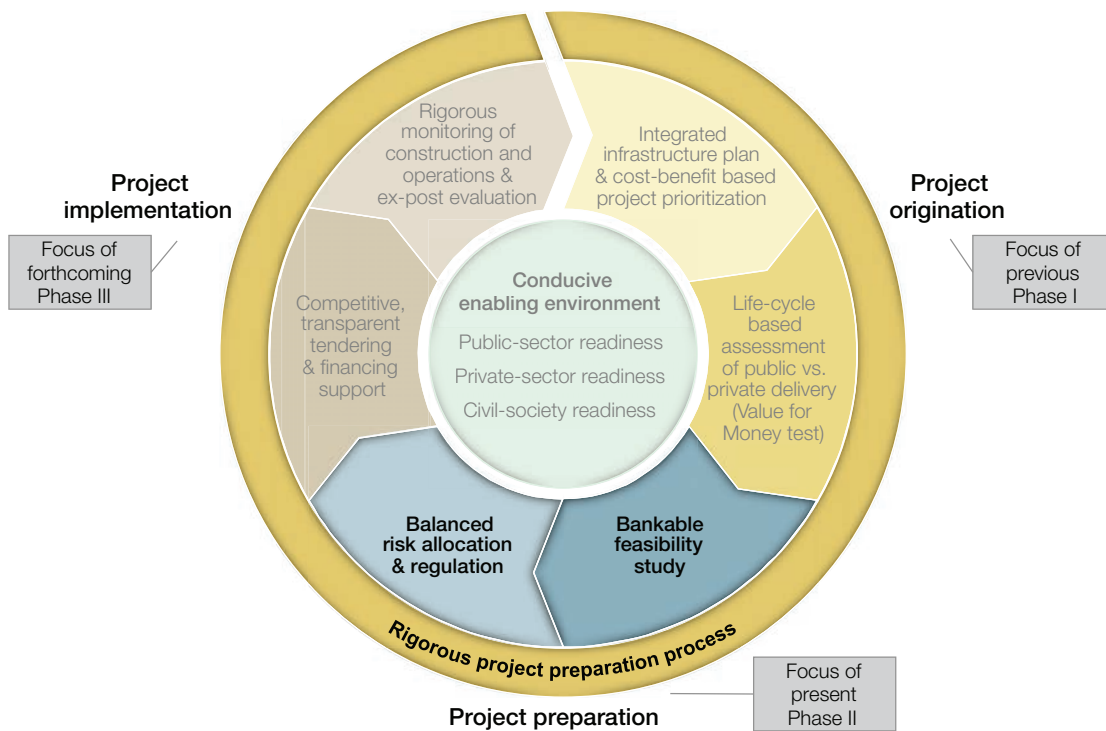 Rigorous
monitoring of
construction and
operations &
ex-post evaluation
Integrated
infrastructure plan
& cost-benefit based
project prioritization
Project
implementation
Focus of
forthcoming
Phase III
Project
origination
Focus of
previous
Phase I
Competitive,
transparent
tendering
& financing
support
Conducive
enabling environment
Public-sector readiness
Private-sector readiness
Civil-society readiness
Life-cycle
based
assessment
of public vs.
private delivery
(Value for
Money test)
Balanced
risk allocation
& regulation
Bankable
feasibility
study
Rigorous project preparation process
Project preparation
Focus of
present
Phase II